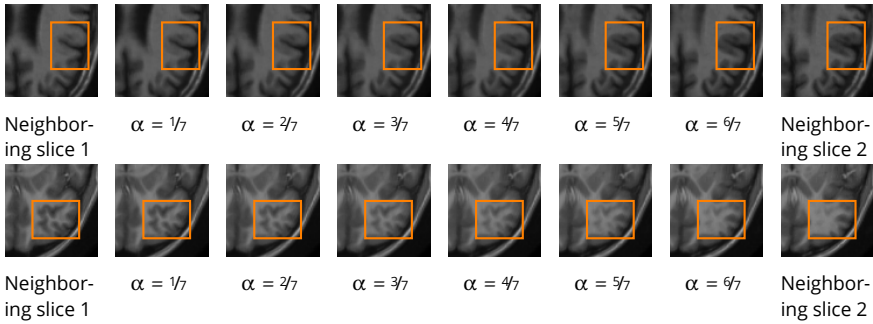 Neighbor- α = 1/7 α = 2/7 α = 3/7 α = 4/7 α = 5/7 α = 6/7 Neighbor-
ing slice 1 ing slice 2
Neighbor- α = 1/7 α = 2/7 α = 3/7 α = 4/7 α = 5/7 α = 6/7 Neighbor-
ing slice 1 ing slice 2